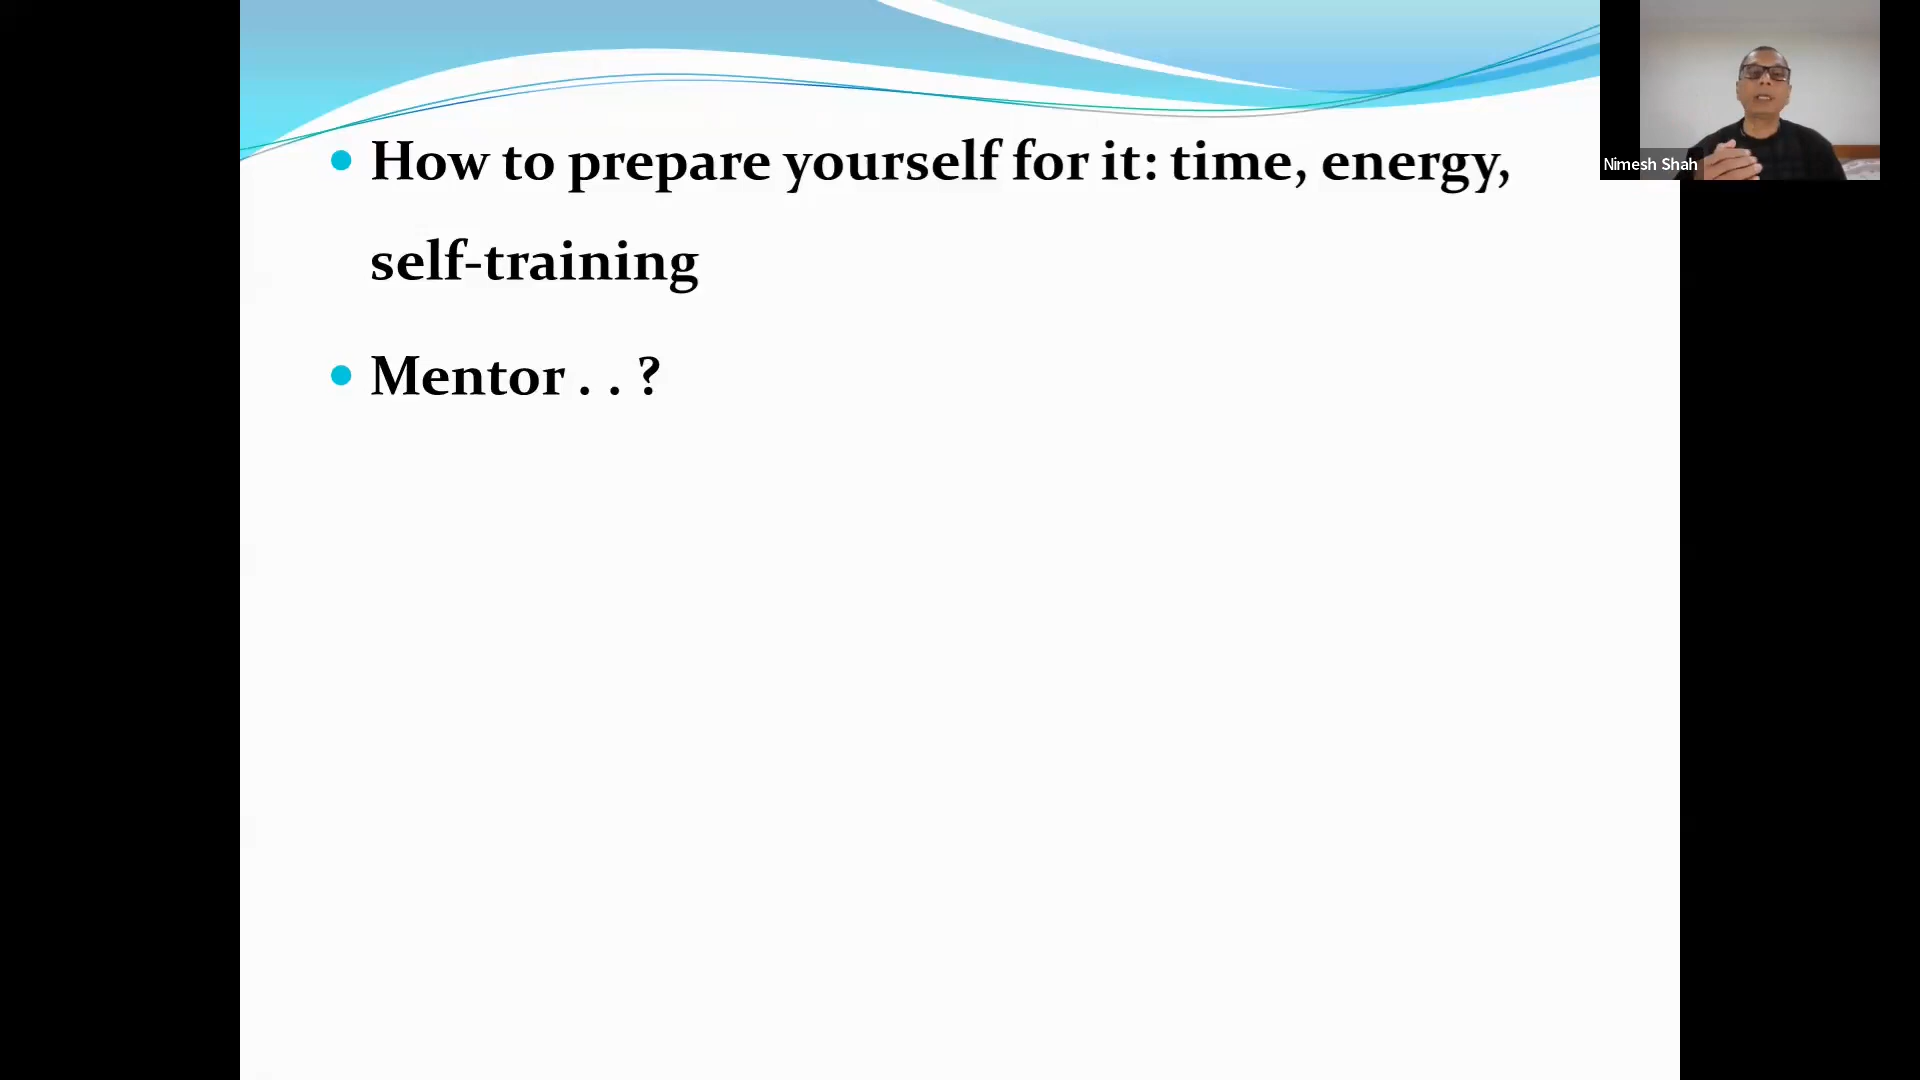 How to prepare yourself for it: time, energy,
self-training
Mentor . . ?
Nimesh Shah